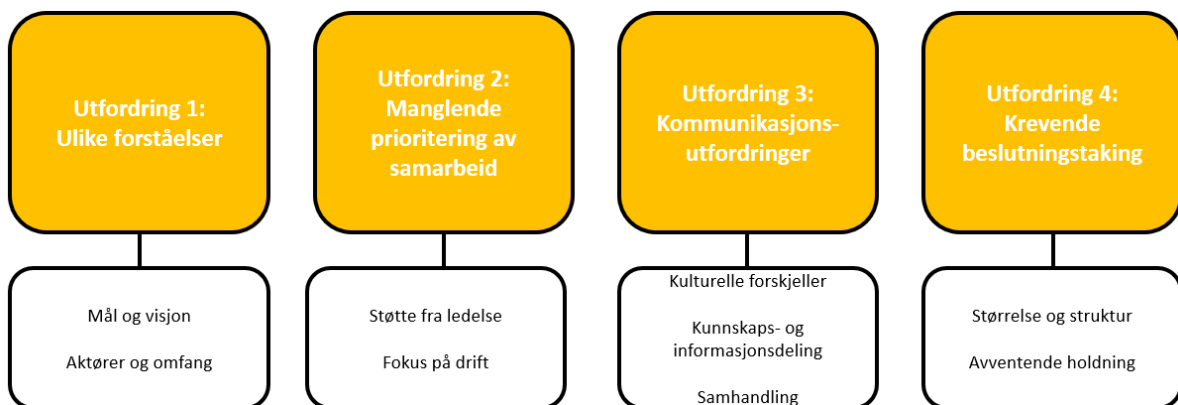 Utfordring 1:
Ulike forståelser
Utfordring 2:
Manglende
prioritering av
samarbeid
Utfordring 3:
Kommunikasjons-
utfordringer
Utfordring 4:
Krevende
beslutningstaking
Mål og visjon
Aktører og omfang
Støtte fra ledelse
Fokus på drift
Kulturelle forskjeller
Kunnskaps- og
informasjonsdeling
Samhandling
Størrelse og struktur
Avventende holdning